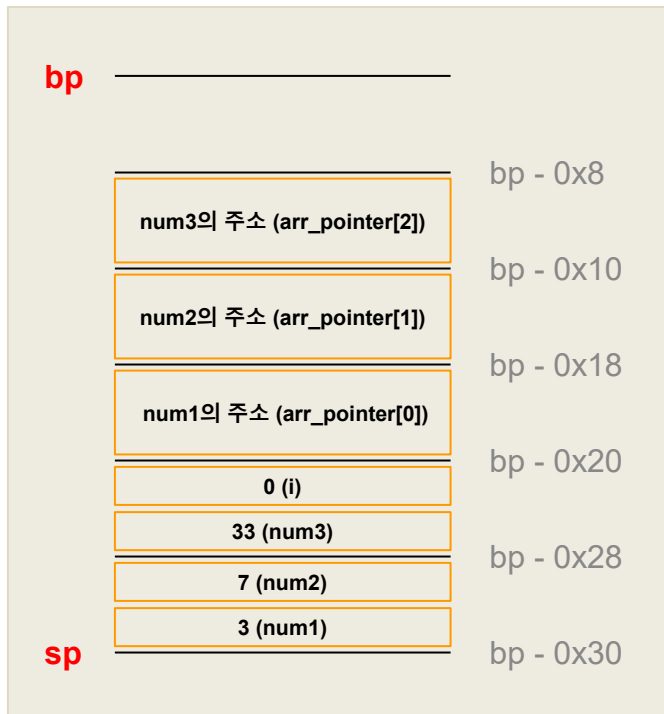 bp
bp - 0x8
num3의 주소 (arr_pointer[2])
bp - 0x10
num2의 주소 (arr_pointer[1])
bp - 0x18
num1의 주소 (arr_pointer[0])
bp - 0x20
0 (i)
33 (num3)
bp - 0x28
7 (num2)
3 (num1)
sp
bp - 0x30